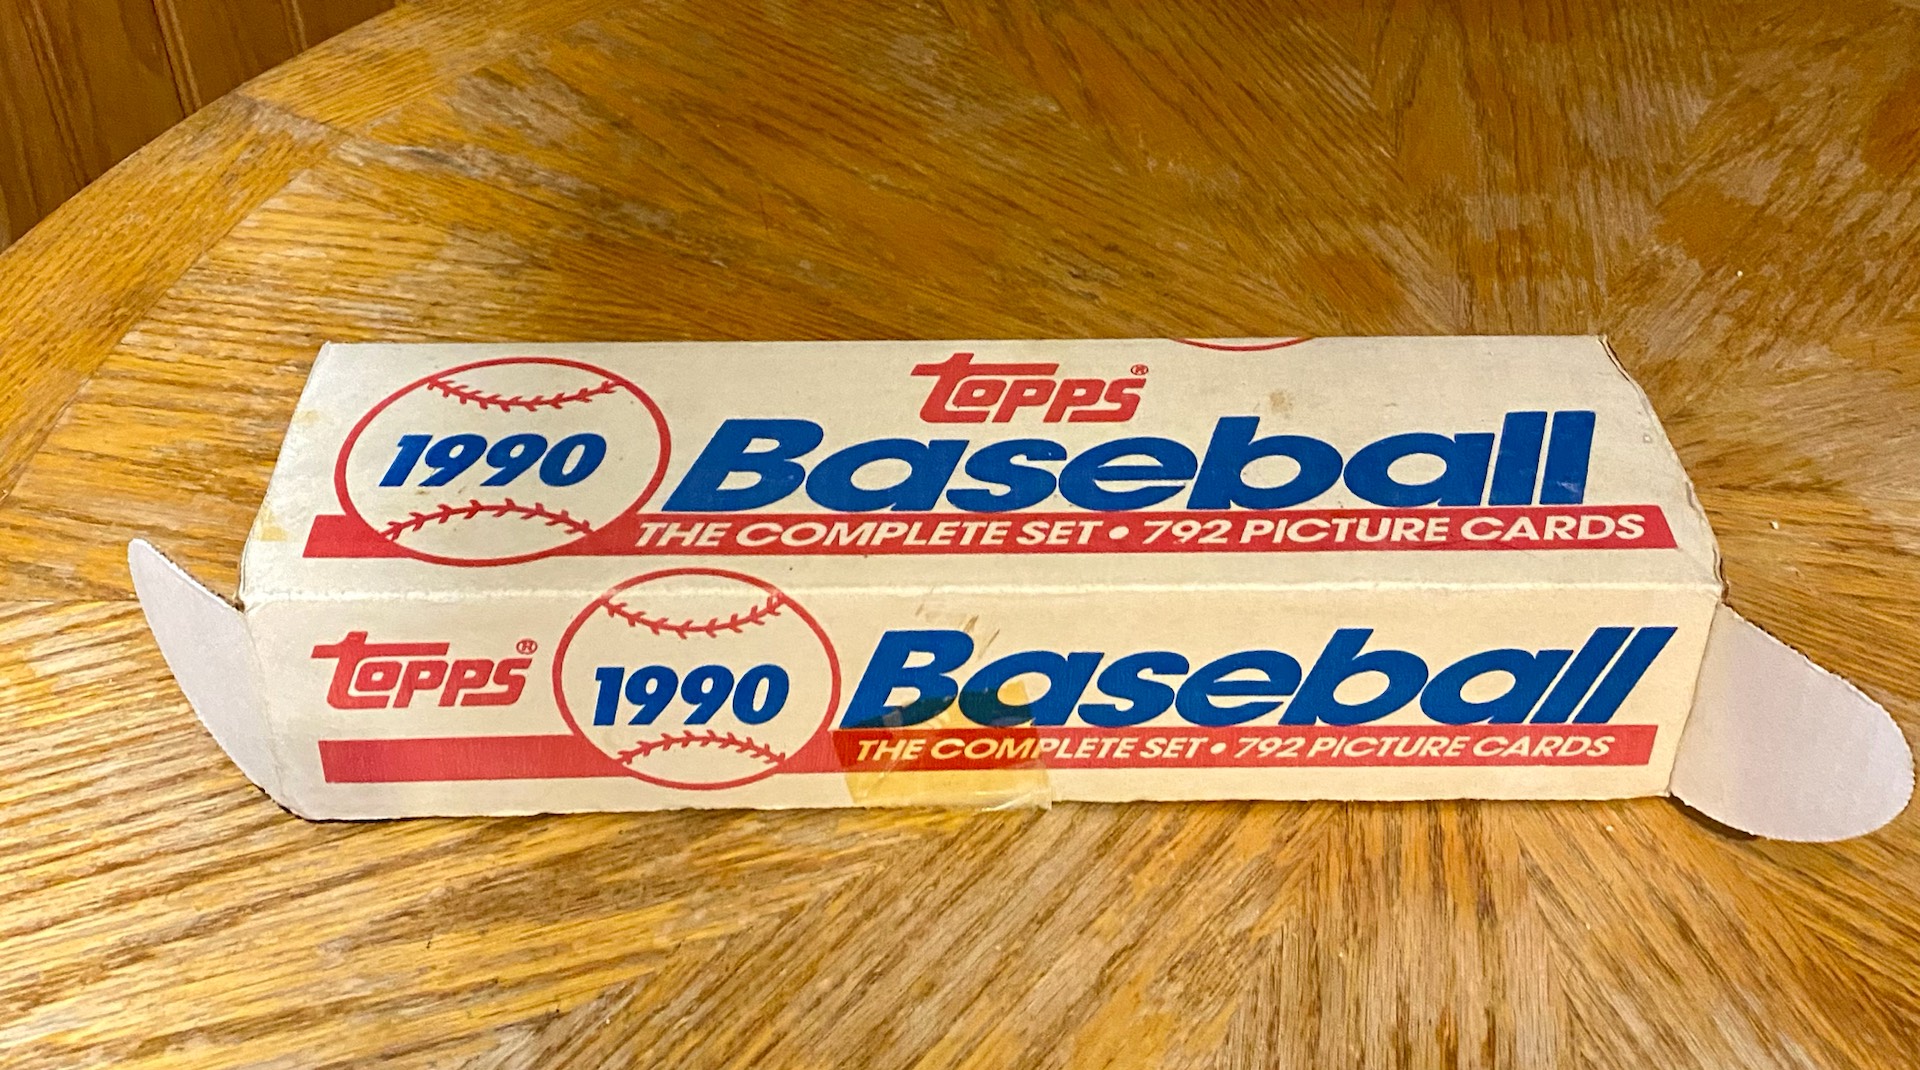 topps®
1990 Baseball
THE COMPLETE SET • 792 PICTURE CARDS
topps® 1990 Baseball
THE COMPLETE SET • 792 PICTURE CARDS